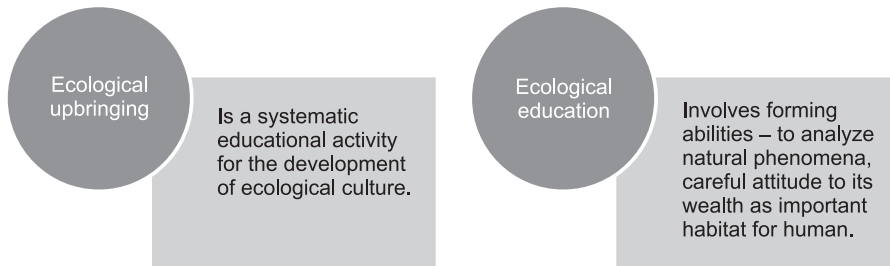 Ecological
upbringing
Is a systematic
educational activity
for the development
of ecological culture.
Ecological
education
Involves forming
abilities – to analyze
natural phenomena,
careful attitude to its
wealth as important
habitat for human.